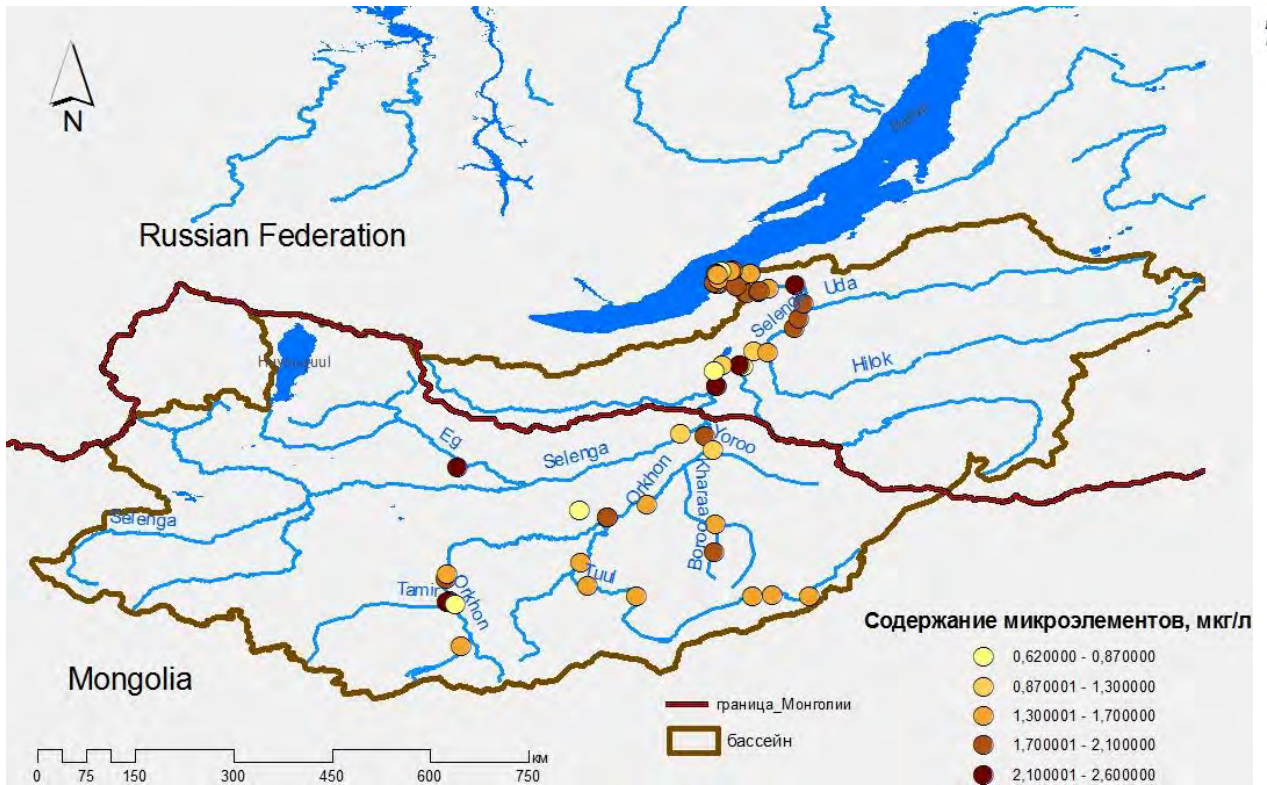 N
Russian Federation
Baikal
Uda
Selenga
Hilok
Huvsguul
Eg
Selenga
Yoroo
Orkhon
Kharaa
Selenga
Boroo
Tuul
Tamir
Orkhon
Mongolia
Содержание микроэлементов, мкг/л
0,620000 - 0,870000
0,870001 - 1,300000
1,300001 - 1,700000
1,700001 - 2,100000
2,100001 - 2,600000
граница_Монголии
бассейн
км
0 75 150 300 450 600 750